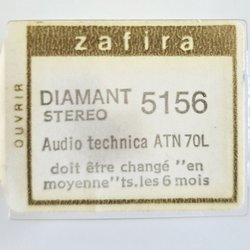 zafira
OUVRIR
DIAMANT 5156
STEREO
Audio technica ATN 70L
doit être changé "en
moyenne" ts. les 6 mois